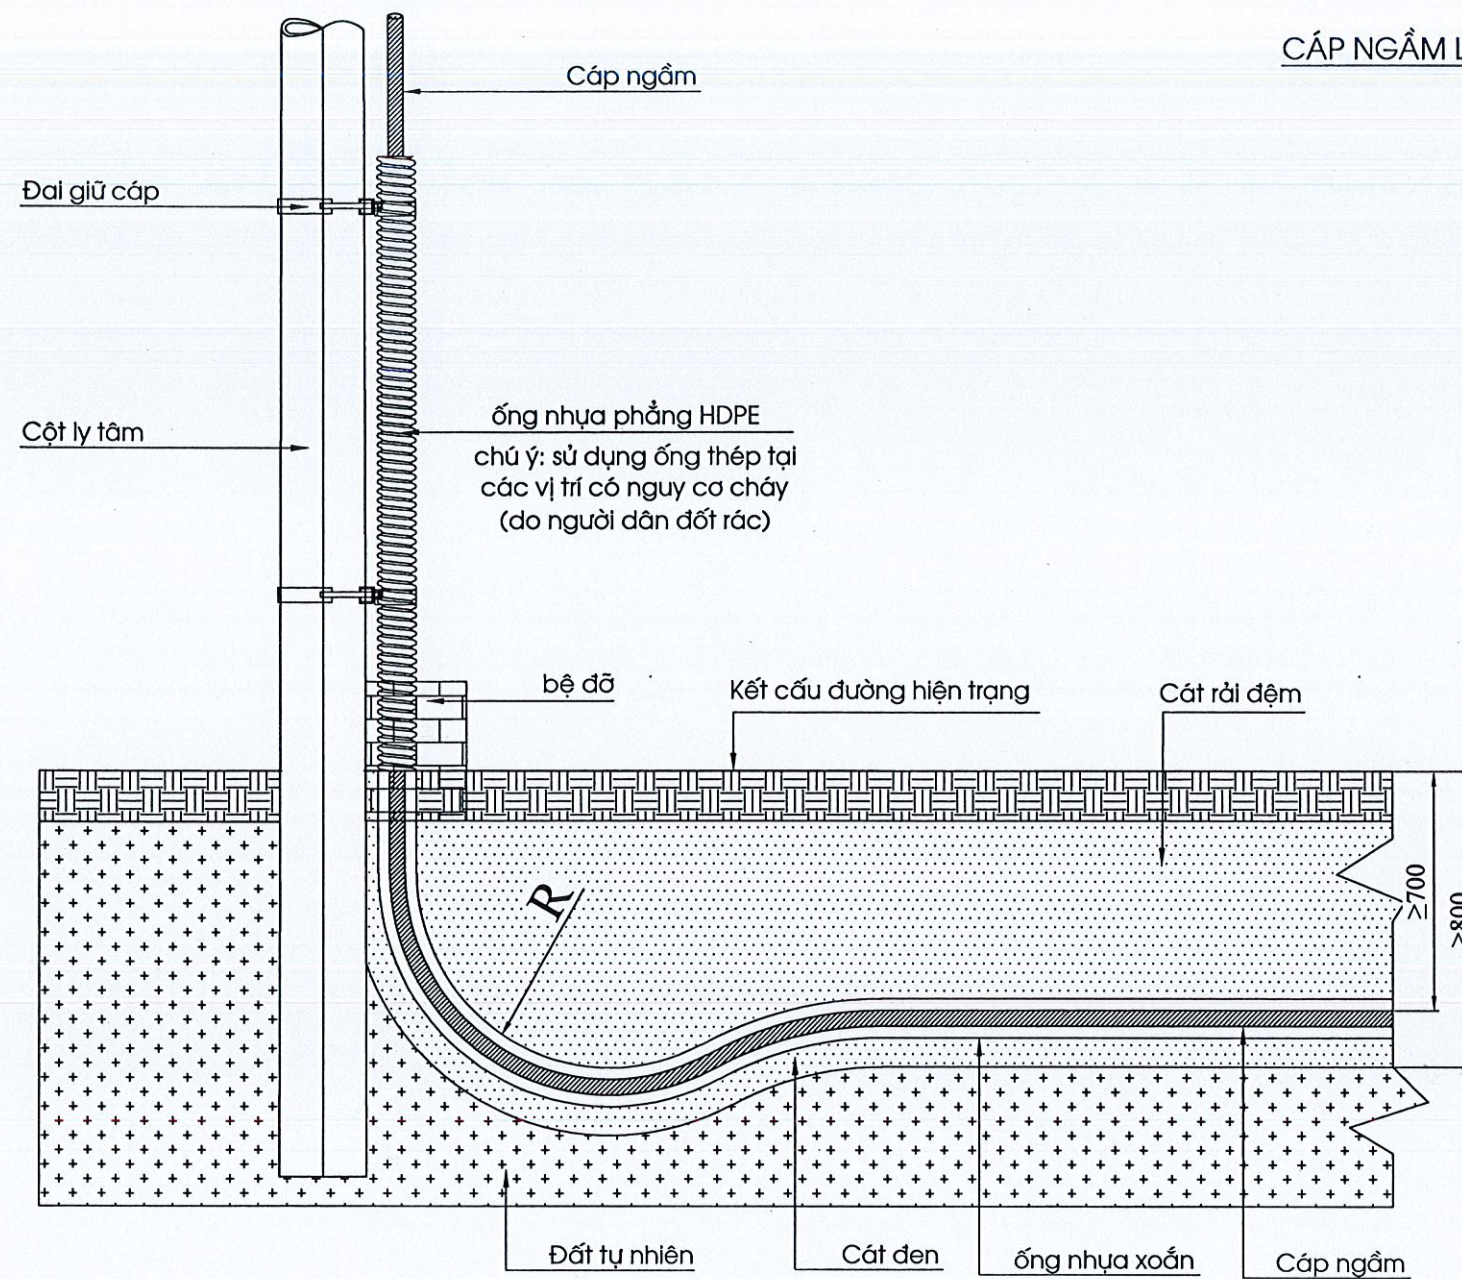 CÁP NGẦM L
Cáp ngầm
Đai giữ cáp
Cột ly tâm
ống nhựa phẳng HDPE
chú ý: sử dụng ống thép tại
các vị trí có nguy cơ cháy
(do người dân đốt rác)
bệ đỡ
Kết cấu đường hiện trạng
Cát rải đệm
R
≥700
≥800
Đất tự nhiên
Cát đen
ống nhựa xoắn
Cáp ngầm